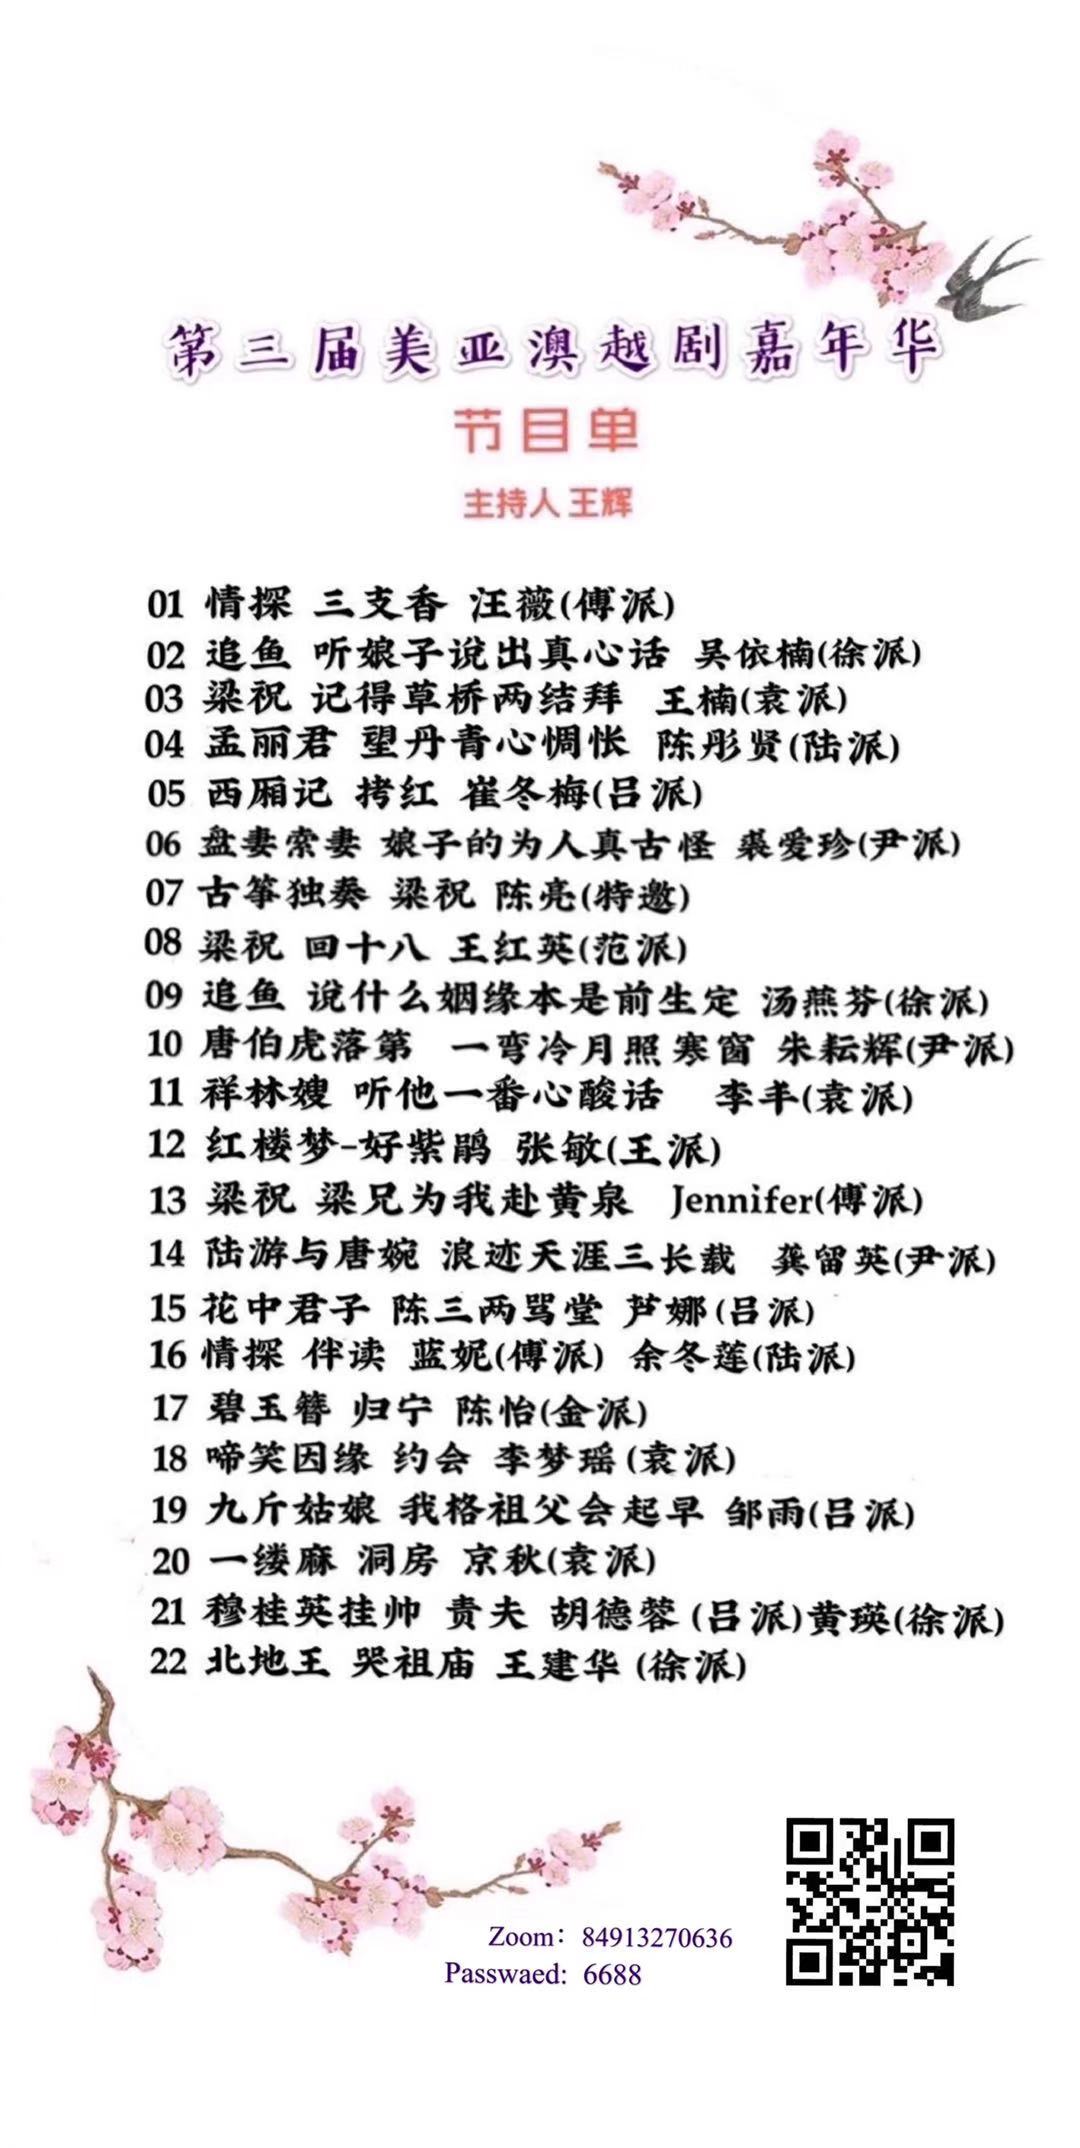 第三届美亚澳越剧嘉年华
节目单
主持人 王辉
01 情探 三支香 汪薇(傅派)
02 追鱼 听娘子说出真心话 吴依楠(徐派)
03 梁祝 记得草桥两结拜 王楠(袁派)
04 孟丽君 望丹青心惆怅 陈彤贤(陆派)
05 西厢记 拷红 崔冬梅(吕派)
06 盘妻索妻 娘子的为人真古怪 裘爱珍(尹派)
07 古筝独奏 梁祝 陈亮(特邀)
08 梁祝 回十八 王红英(范派)
09 追鱼 说什么姻缘本是前生定 汤燕芬(徐派)
10 唐伯虎落第 一弯冷月照寒窗 朱耘辉(尹派)
11 祥林嫂 听他一番心酸话 李丰(袁派)
12 红楼梦-好紫鹃 张敏(王派)
13 梁祝 梁兄为我赴黄泉 Jennifer(傅派)
14 陆游与唐婉 浪迹天涯三长载 龚留英(尹派)
15 花中君子 陈三两骂堂 芦娜(吕派)
16 情探 伴读 蓝妮(傅派) 余冬莲(陆派)
17 碧玉簪 归宁 陈怡(金派)
18 啼笑因缘 约会 李梦瑶(袁派)
19 九斤姑娘 我格祖父会起早 邹雨(吕派)
20 一缕麻 洞房 京秋(袁派)
21 穆桂英挂帅 责夫 胡德蓉(吕派)黄瑛(徐派)
22 北地王 哭祖庙 王建华(徐派)
Zoom：84913270636
Passwaed: 6688